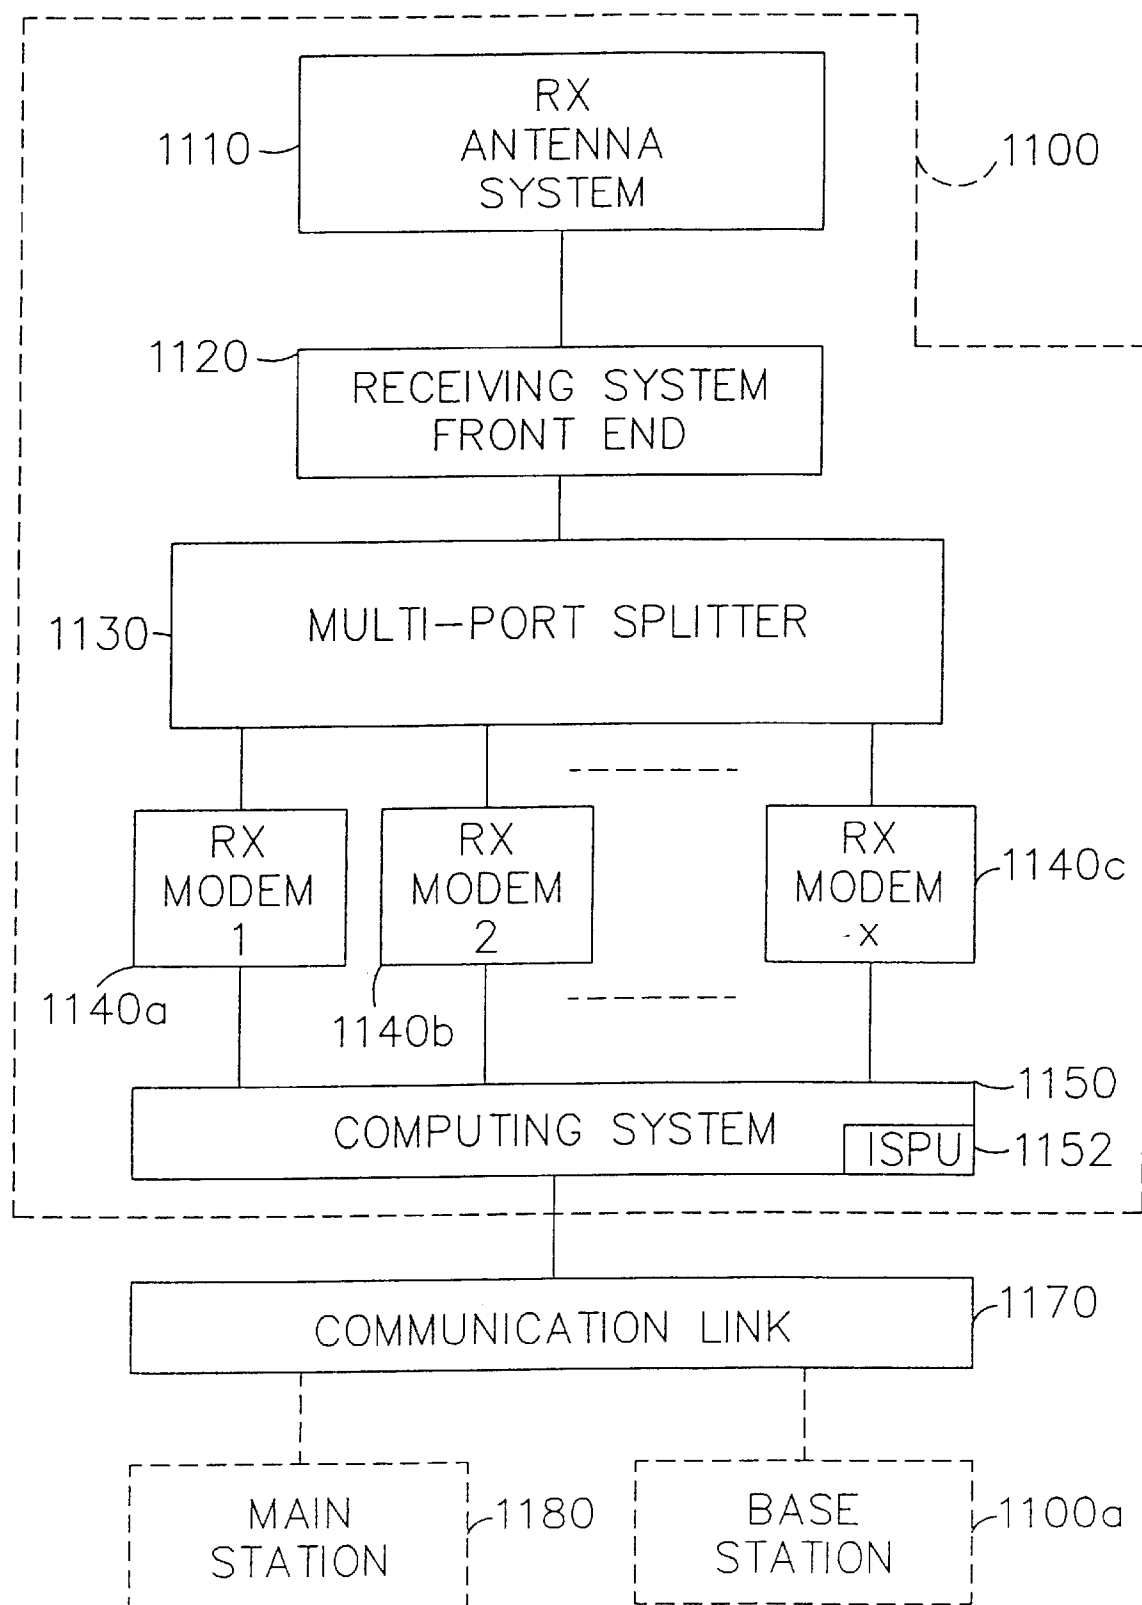 RX
ANTENNA
SYSTEM
1110
1100
1120
RECEIVING SYSTEM
FRONT END
1130
MULTI-PORT SPLITTER
RX
MODEM
1
RX
MODEM
2
RX
MODEM
X
1140c
1140a
1140b
1150
COMPUTING SYSTEM
ISPU
1152
COMMUNICATION LINK
1170
MAIN
STATION
1180
BASE
STATION
1100a